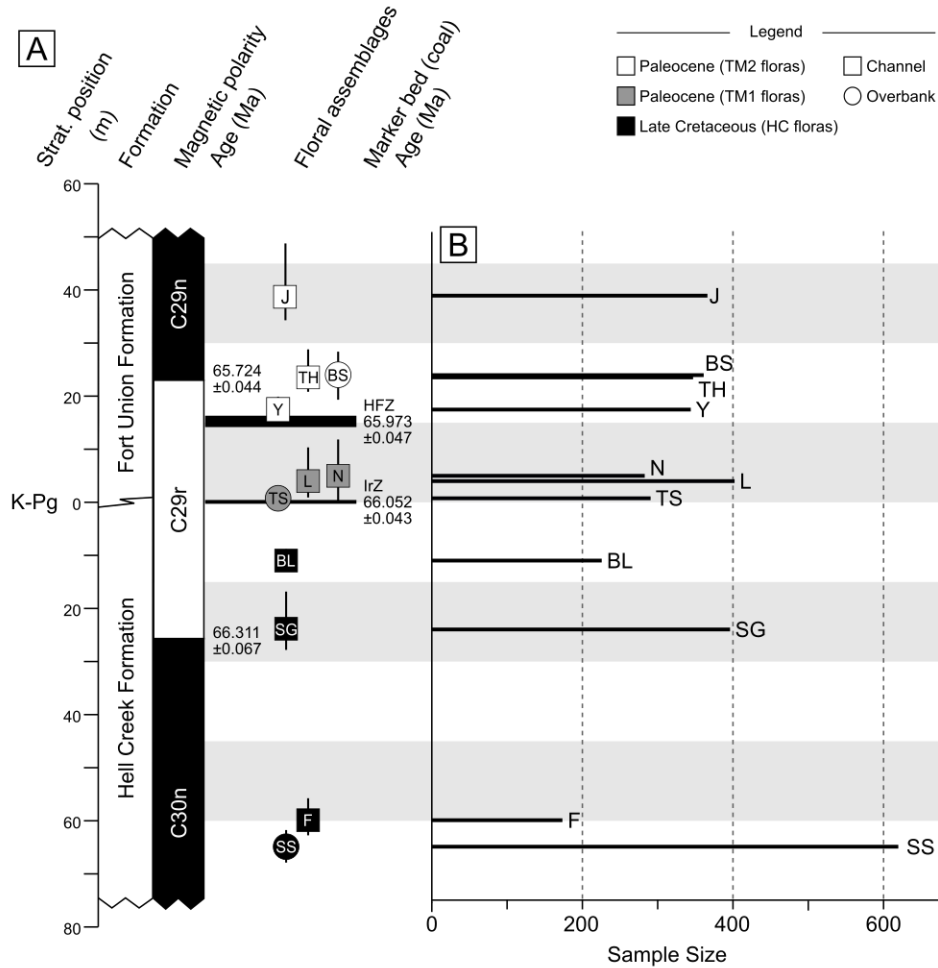 A
Strat. position
(m)
Formation
Magnetic polarity
Age (Ma)
Floral assemblages
Marker bed (coal)
Age (Ma)
Legend
Paleocene (TM2 floras)
Channel
Paleocene (TM1 floras)
Overbank
Late Cretaceous (HC floras)
60
40
20
K-Pg
0
20
40
60
80
Fort Union Formation
Hell Creek Formation
C29n
C29r
C30n
65.724
±0.044
66.311
±0.067
J
TH
BS
Y
L
N
TS
BL
SG
F
SS
HFZ
65.973
±0.047
IrZ
66.052
±0.043
B
J
BS
TH
Y
N
L
TS
BL
SG
F
SS
0
200
400
600
Sample Size